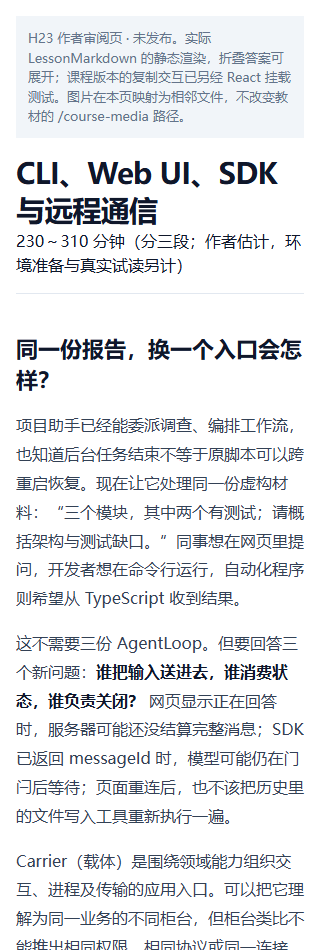 H23 作者审阅页 · 未发布。实际
LessonMarkdown 的静态渲染，折叠答案可
展开；课程版本的复制交互已另经 React 挂载
测试。图片在本页映射为相邻文件，不改变教
材的 /course-media 路径。
CLI、Web UI、SDK
与远程通信
230～310 分钟（分三段；作者估计，环
境准备与真实试读另计）
同一份报告，换一个入口会怎
样？
项目助手已经能委派调查、编排工作流，
也知道后台任务结束不等于原脚本可以跨
重启恢复。现在让它处理同一份虚构材
料：“三个模块，其中两个有测试；请概
括架构与测试缺口。”同事想在网页里提
问，开发者想在命令行运行，自动化程序
则希望从 TypeScript 收到结果。
这不需要三份 AgentLoop。但要回答三
个新问题：谁把输入送进去，谁消费状
态，谁负责关闭？ 网页显示正在回答
时，服务器可能还没结算完整消息；SDK
已返回 messageId 时，模型可能仍在门
闩后等待；页面重连后，也不该把历史里
的文件写入工具重新执行一遍。
Carrier（载体）是围绕领域能力组织交
互、进程及传输的应用入口。可以把它理
解为同一业务的不同柜台，但柜台类比不
能推出相同权限、相同协议或同一连接